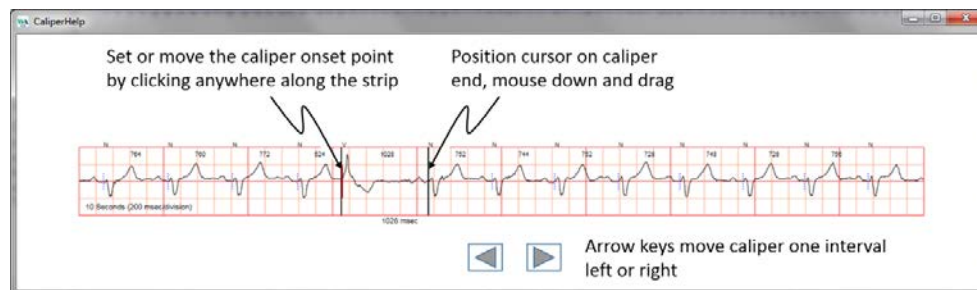 CaliperHelp
Set or move the caliper onset point
by clicking anywhere along the strip
Position cursor on caliper
end, mouse down and drag
N N N N V N N N N N N N N
764 760 772 524 1028 752 744 752 728 748 728 756
10 Seconds (200 msec/division)
1026 msec
Arrow keys move caliper one interval
left or right